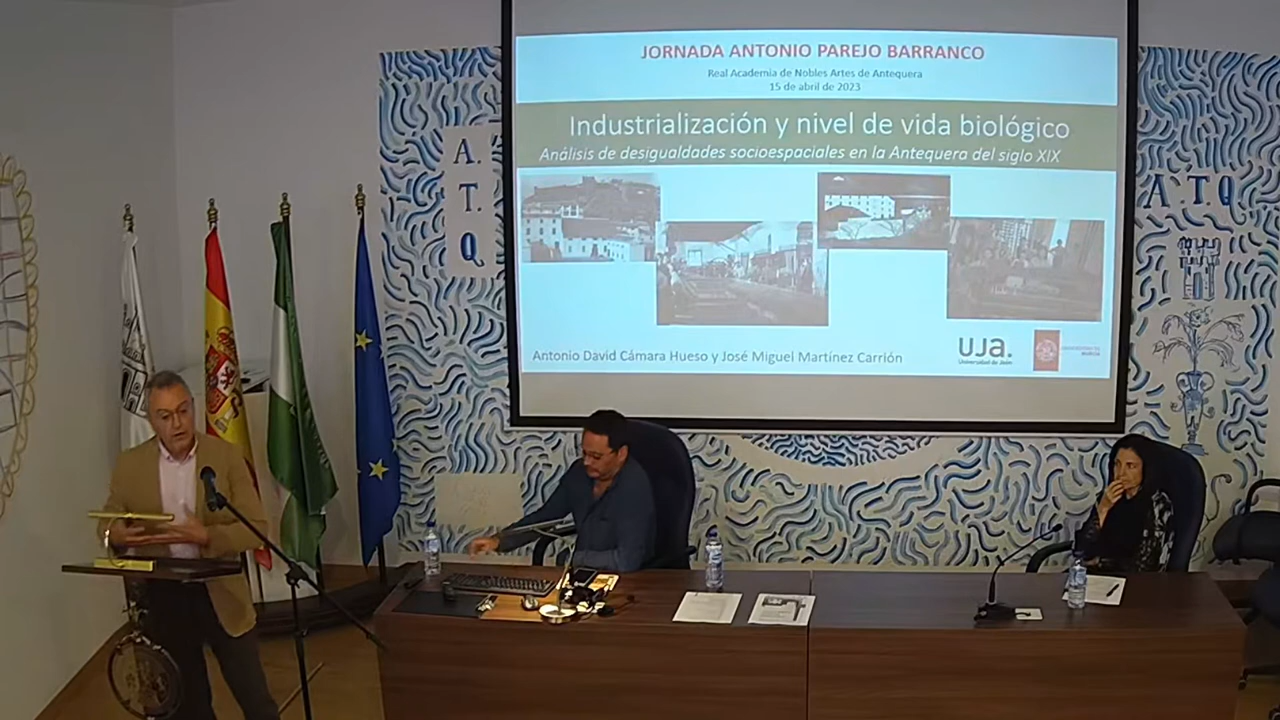 JORNADA ANTONIO PAREJO BARRANCO
Real Academia de Nobles Artes de Antequera
15 de abril de 2023
Industrialización y nivel de vida biológico
Análisis de desigualdades socioespaciales en la Antequera del siglo XIX
Antonio David Cámara Hueso y José Miguel Martínez Carrión
uja.
Universidad de Jaén
A.
T.
Q
A.TQ